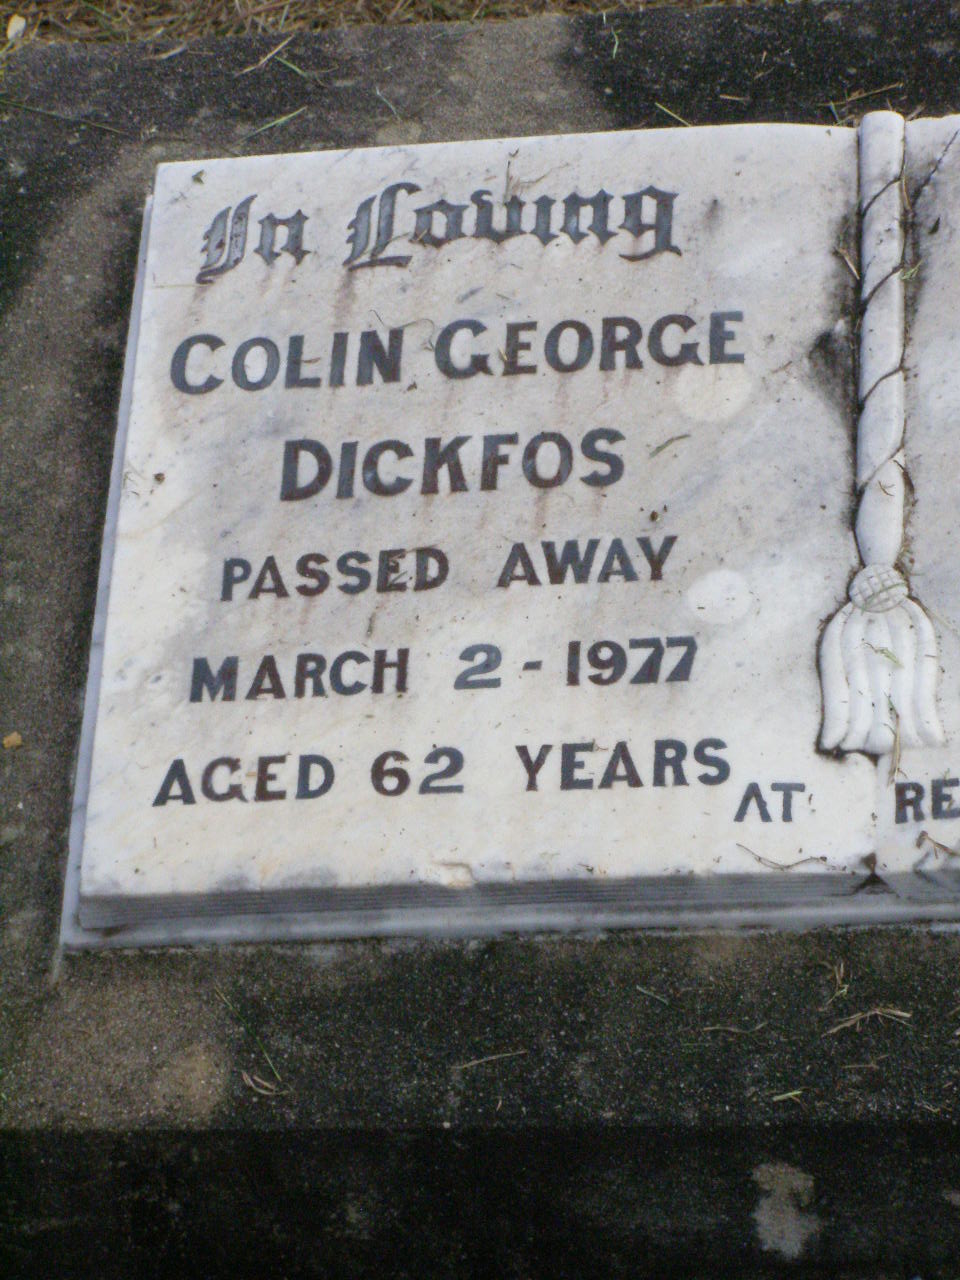 In Loving
COLIN GEORGE
DICKFOS
PASSED AWAY
MARCH 2-1977
AGED 62 YEARS
AT RE